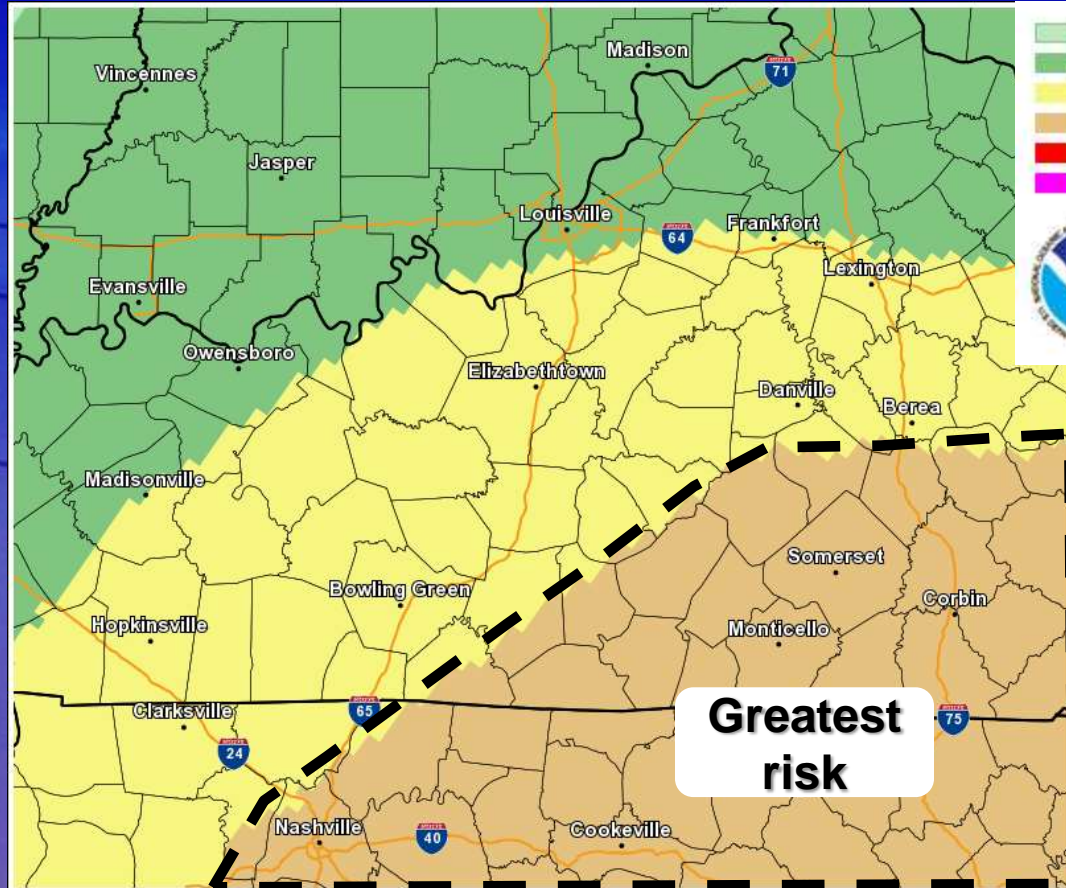 Madison
71
Vincennes
Jasper
Louisville
Frankfort
64
Lexington
Evansville
Owensboro
Elizabethtown
Danville
Berea
Madisonville
Somerset
Bowling Green
Corbin
Hopkinsville
Monticello
Clarksville
65
Greatest
risk
75
24
Nashville
40
Cookeville